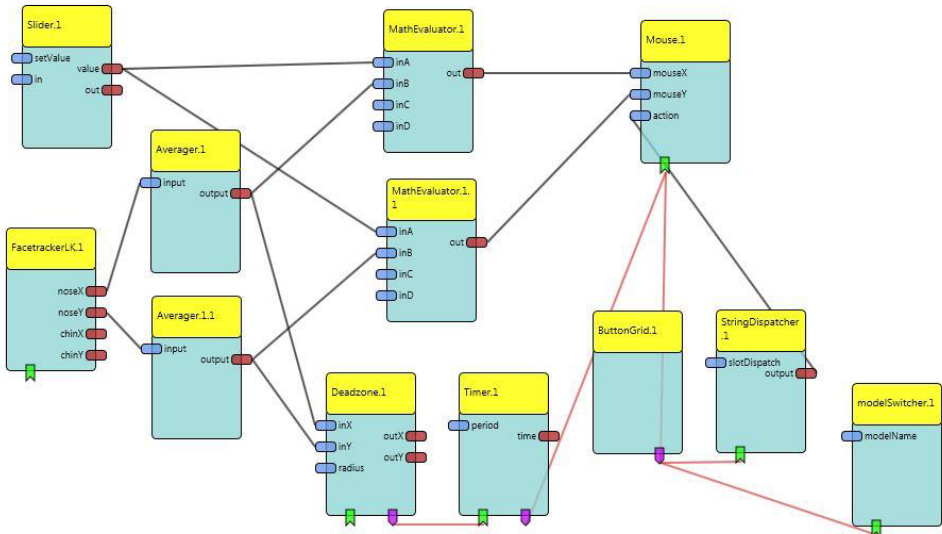 Slider.1
setValue
in
value
out
MathEvaluator.1
inA
inB
inC
inD
out
Mouse.1
mouseX
mouseY
action
Averager.1
input
output
MathEvaluator.1.
1
inA
inB
inC
inD
out
FacetrackerLK.1
noseX
noseY
chinX
chinY
Averager.1.1
input
output
ButtonGrid.1
StringDispatcher
.1
slotDispatch
output
Deadzone.1
inX
inY
radius
outX
outY
Timer.1
period
time
modelSwitcher.1
modelName